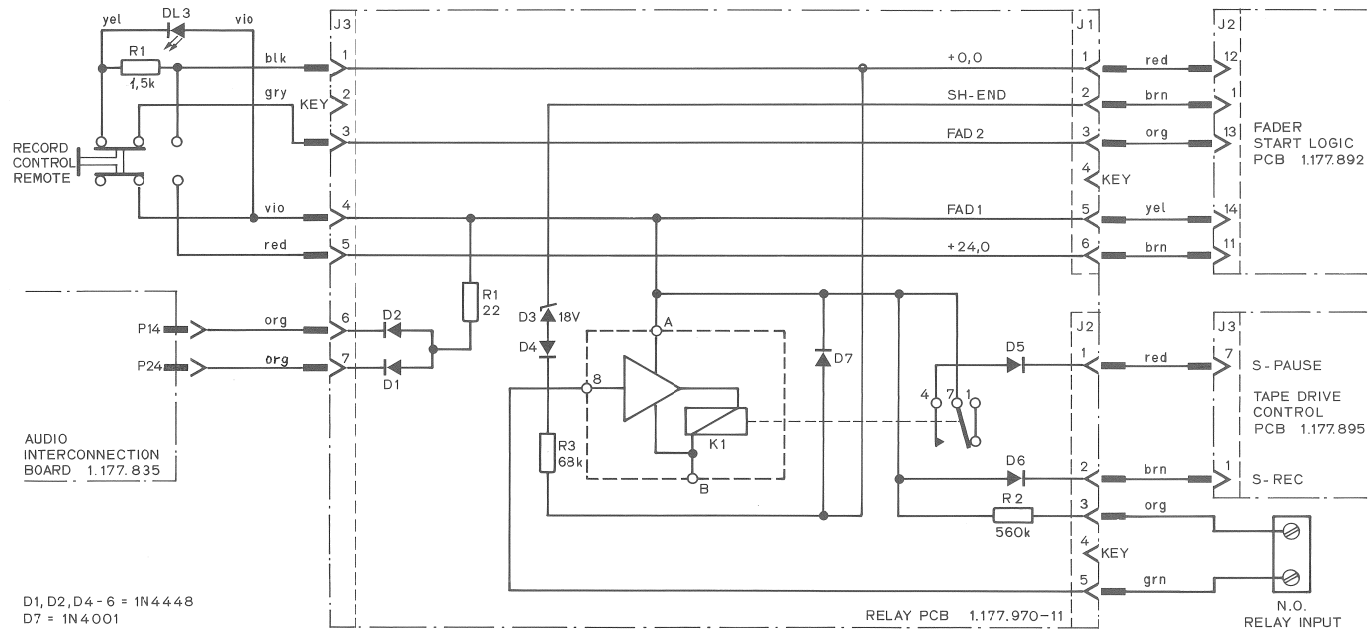 yel DL3 vio
J3 J1 J2
R1
1,5k
blk 1 +0,0 1 red 12
gry KEY 2 SH-END 2 brn 1
3 FAD 2 3 org 13
RECORD
CONTROL
REMOTE
FADER
START LOGIC
PCB 1.177.892
4 KEY
vio 4 FAD1 5 yel 14
red 5 +24,0 6 brn 11
R1
22
P14 org 6 D2
P24 org 7 D1
D3 18V
D4
A
D7
D5
J2 J3
1 red 7 S-PAUSE
8
4 7 1
TAPE DRIVE
CONTROL
PCB 1.177.895
K1
R3
68k
B
AUDIO
INTERCONNECTION
BOARD 1.177.835
D6 2 brn 1 S-REC
R2
560k
3 org
4 KEY
5 grn
D1, D2, D4-6 = 1N4448
D7 = 1N4001
RELAY PCB 1.177.970-11
N.O.
RELAY INPUT